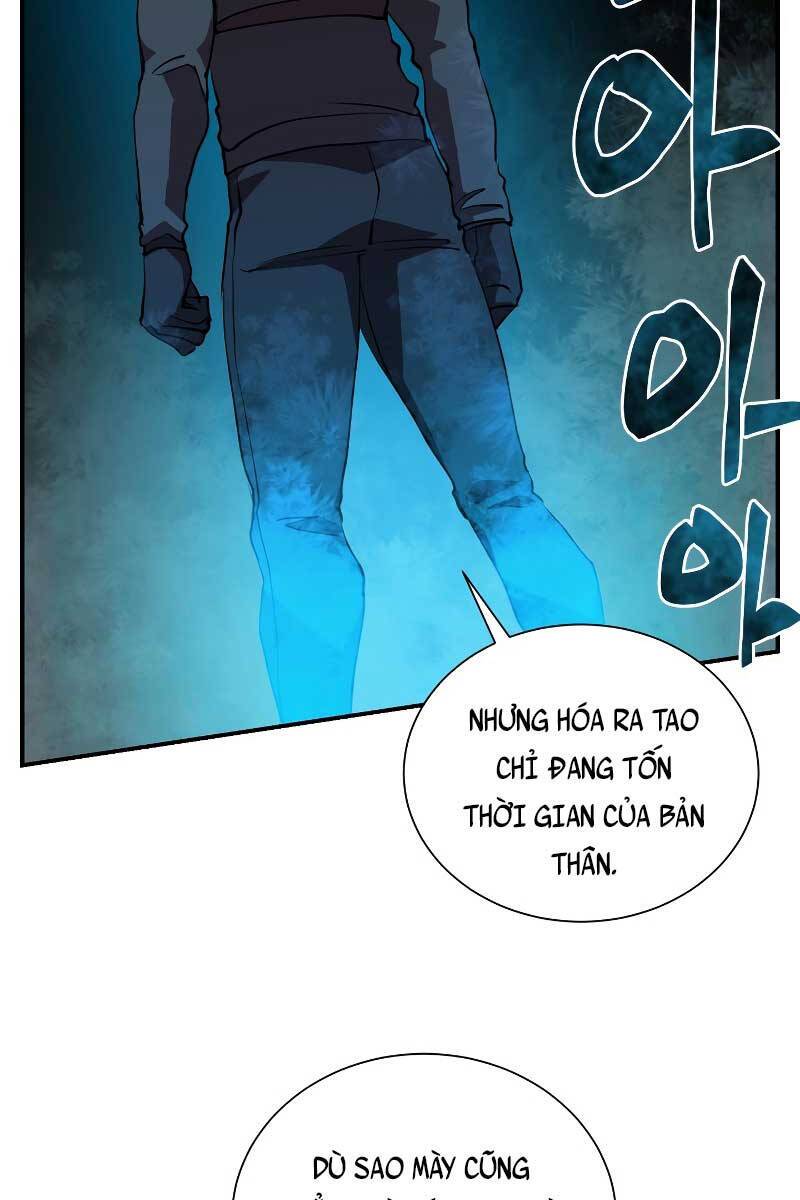 아
아
아
NHƯNG HÓA RA TAO
CHỈ ĐANG TỐN
THỜI GIAN CỦA BẢN
THÂN.
DÙ SAO MÀY CŨNG